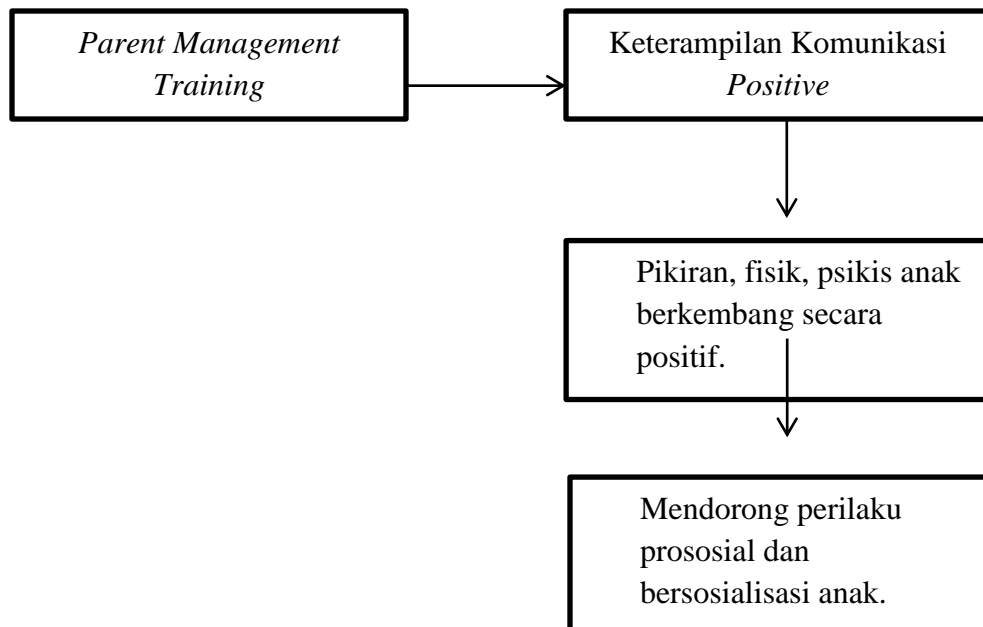 Parent Management
Training
Keterampilan Komunikasi
Positive
Pikiran, fisik, psikis anak
berkembang secara
positif.
Mendorong perilaku
prososial dan
bersosialisasi anak.